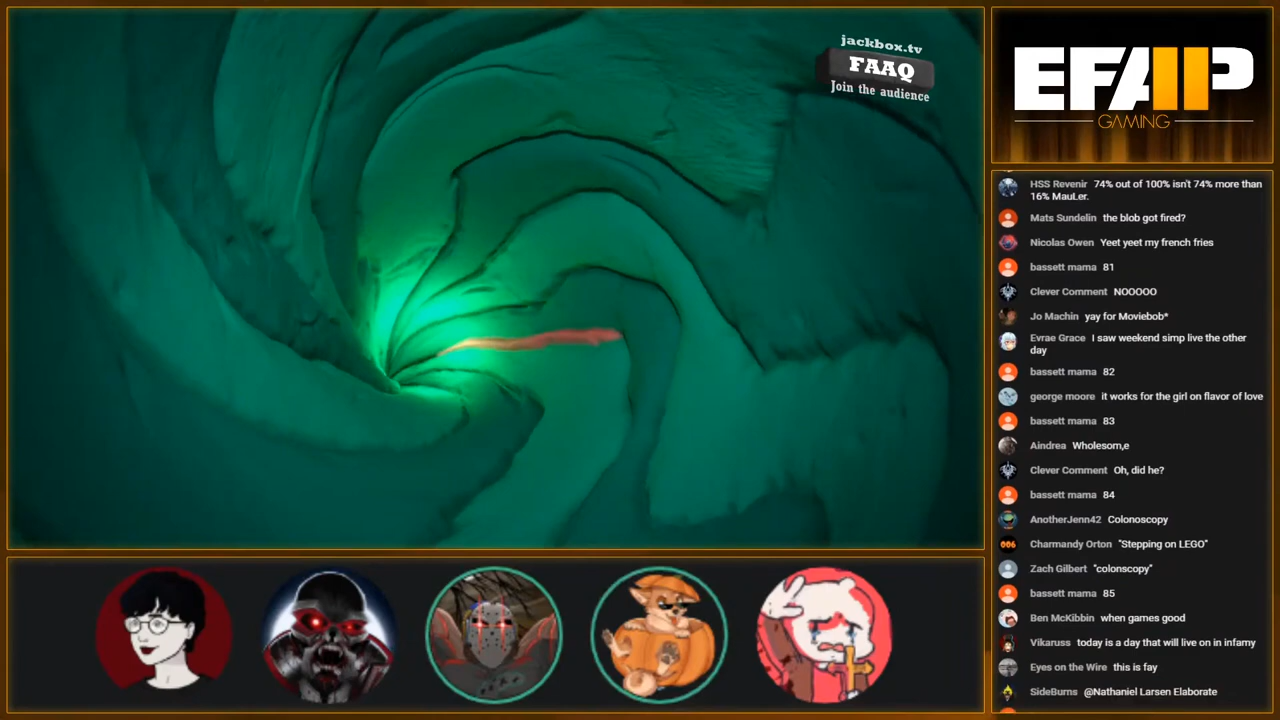 jackbox.tv
FAAQ
Join the audience
EFAP
GAMING
HSS Revenir 74% out of 100% isn't 74% more than
16% MauLer.
Mats Sundelin the blob got fired?
Nicolas Owen Yeet yeet my french fries
bassett mama 81
Clever Comment NOOOOO
Jo Machin yay for Moviebob*
Evrae Grace I saw weekend simp live the other
day
bassett mama 82
george moore it works for the girl on flavor of love
bassett mama 83
Aindrea Wholesom,e
Clever Comment Oh, did he?
bassett mama 84
AnotherJenn42 Colonoscopy
Charmandy Orton "Stepping on LEGO"
Zach Gilbert "colonscopy"
bassett mama 85
Ben McKibbin when games good
Vikaruss today is a day that will live on in infamy
Eyes on the Wire this is fay
SideBurns @Nathaniel Larsen Elaborate